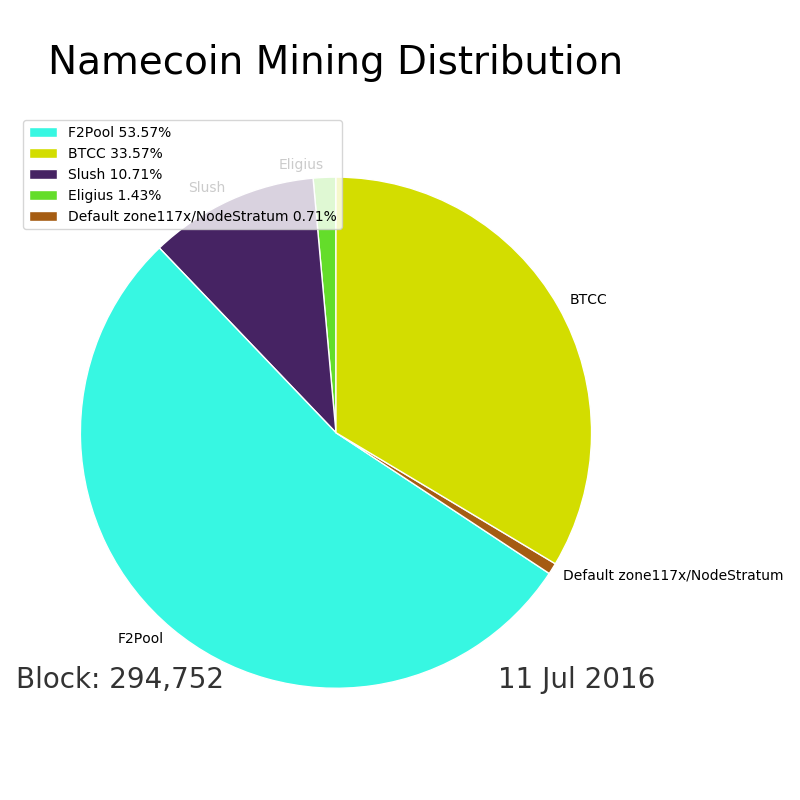 Namecoin Mining Distribution
F2Pool 53.57%
BTCC 33.57%
Slush 10.71%
Eligius 1.43%
Default zone117x/NodeStratum 0.71%
Eligius
Slush
BTCC
Default zone117x/NodeStratum
F2Pool
Block: 294,752
11 Jul 2016